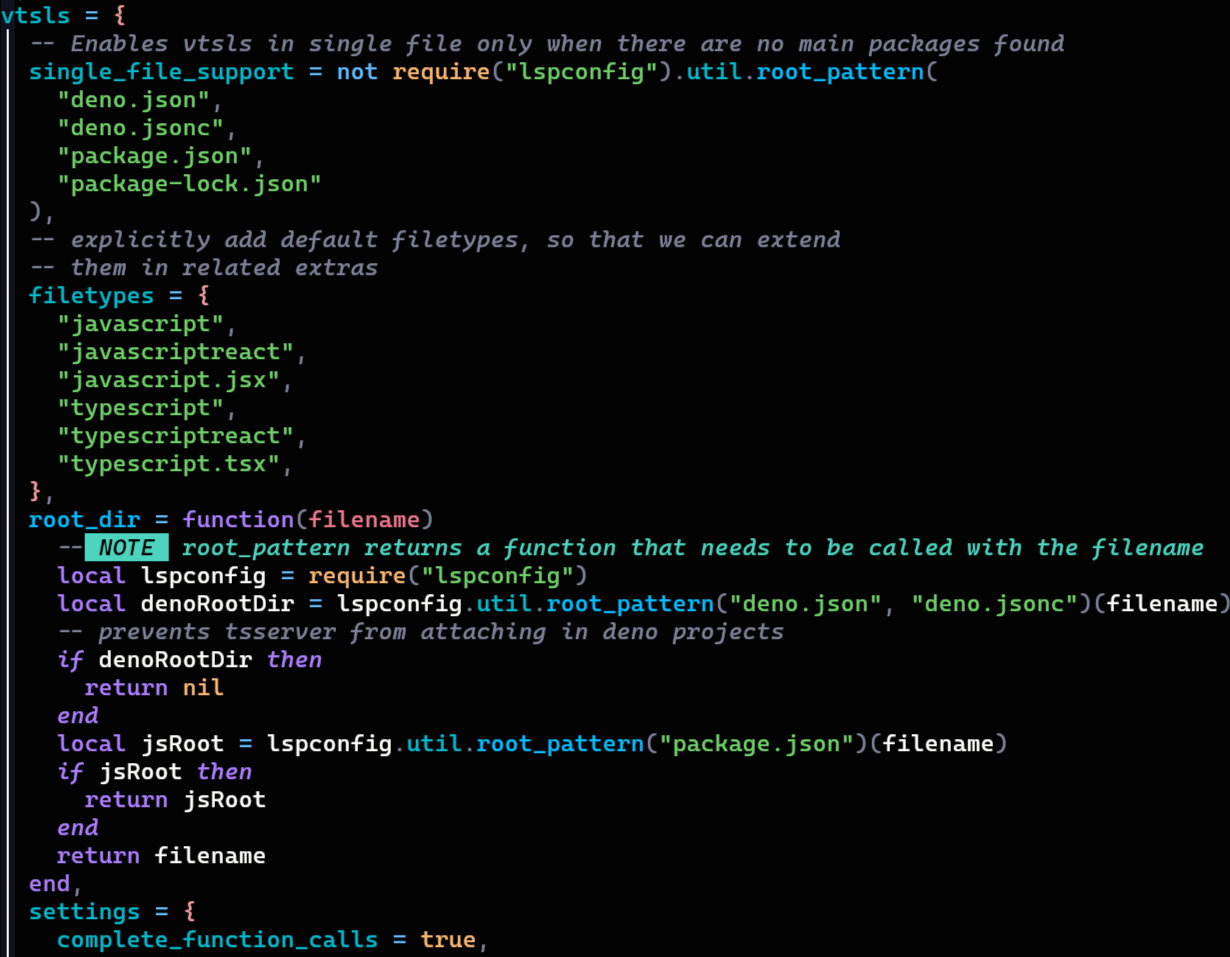 vtsls = {
  -- Enables vtsls in single file only when there are no main packages found
  single_file_support = not require("lspconfig").util.root_pattern(
    "deno.json",
    "deno.jsonc",
    "package.json",
    "package-lock.json"
  ),
  -- explicitly add default filetypes, so that we can extend
  -- them in related extras
  filetypes = {
    "javascript",
    "javascriptreact",
    "javascript.jsx",
    "typescript",
    "typescriptreact",
    "typescript.tsx",
  },
  root_dir = function(filename)
    -- NOTE root_pattern returns a function that needs to be called with the filename
    local lspconfig = require("lspconfig")
    local denoRootDir = lspconfig.util.root_pattern("deno.json", "deno.jsonc")(filename)
    -- prevents tsserver from attaching in deno projects
    if denoRootDir then
      return nil
    end
    local jsRoot = lspconfig.util.root_pattern("package.json")(filename)
    if jsRoot then
      return jsRoot
    end
    return filename
  end,
  settings = {
    complete_function_calls = true,